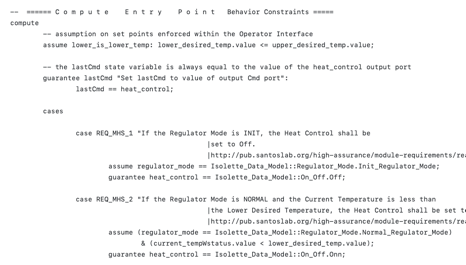 -- ====== C o m p u t e   E n t r y   P o i n t   Behavior Constraints =====
compute
-- assumption on set points enforced within the Operator Interface
assume lower_is_lower_temp: lower_desired_temp.value <= upper_desired_temp.value;
-- the lastCmd state variable is always equal to the value of the heat_control output port
guarantee lastCmd "Set lastCmd to value of output Cmd port":
lastCmd == heat_control;
cases
case REQ_MHS_1 "If the Regulator Mode is INIT, the Heat Control shall be
|set to Off.
|http://pub.santoslab.org/high-assurance/module-requirements/rea
assume regulator_mode == Isolette_Data_Model::Regulator_Mode.Init_Regulator_Mode;
guarantee heat_control == Isolette_Data_Model::On_Off.Off;
case REQ_MHS_2 "If the Regulator Mode is NORMAL and the Current Temperature is less than
|the Lower Desired Temperature, the Heat Control shall be set to
|http://pub.santoslab.org/high-assurance/module-requirements/rea
assume (regulator_mode == Isolette_Data_Model::Regulator_Mode.Normal_Regulator_Mode)
& (current_tempWstatus.value < lower_desired_temp.value);
guarantee heat_control == Isolette_Data_Model::On_Off.Onn;